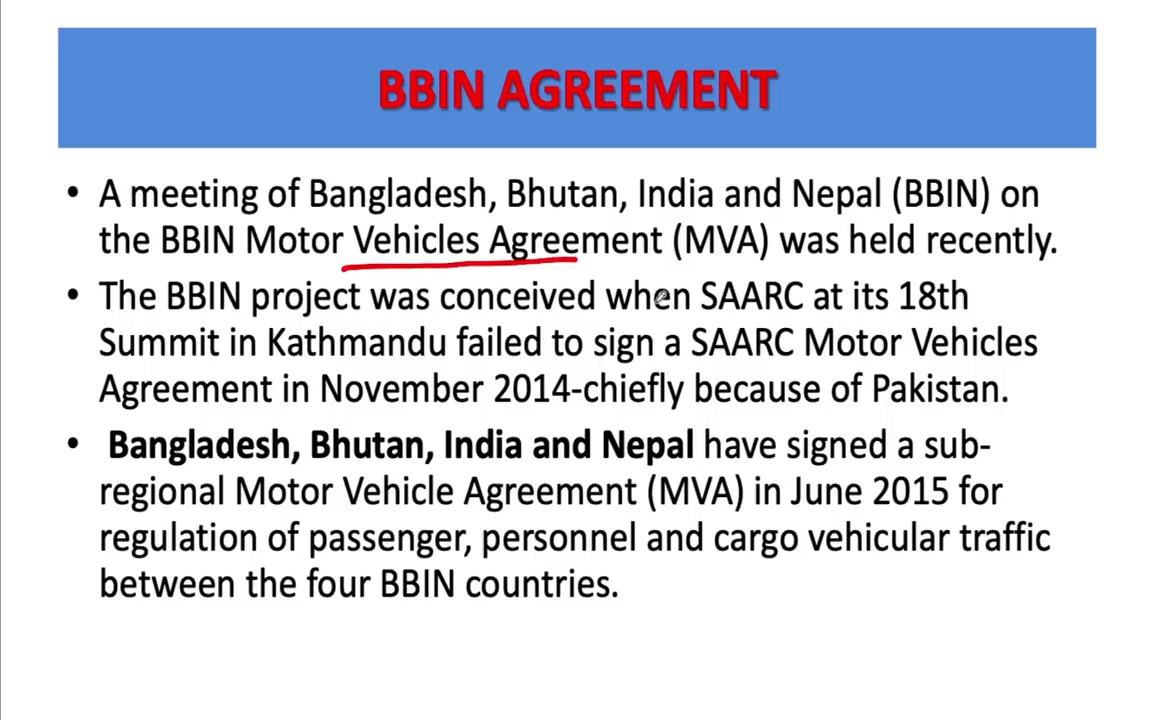 BBIN AGREEMENT
• A meeting of Bangladesh, Bhutan, India and Nepal (BBIN) on
the BBIN Motor Vehicles Agreement (MVA) was held recently.
• The BBIN project was conceived when SAARC at its 18th
Summit in Kathmandu failed to sign a SAARC Motor Vehicles
Agreement in November 2014-chiefly because of Pakistan.
• Bangladesh, Bhutan, India and Nepal have signed a sub-
regional Motor Vehicle Agreement (MVA) in June 2015 for
regulation of passenger, personnel and cargo vehicular traffic
between the four BBIN countries.